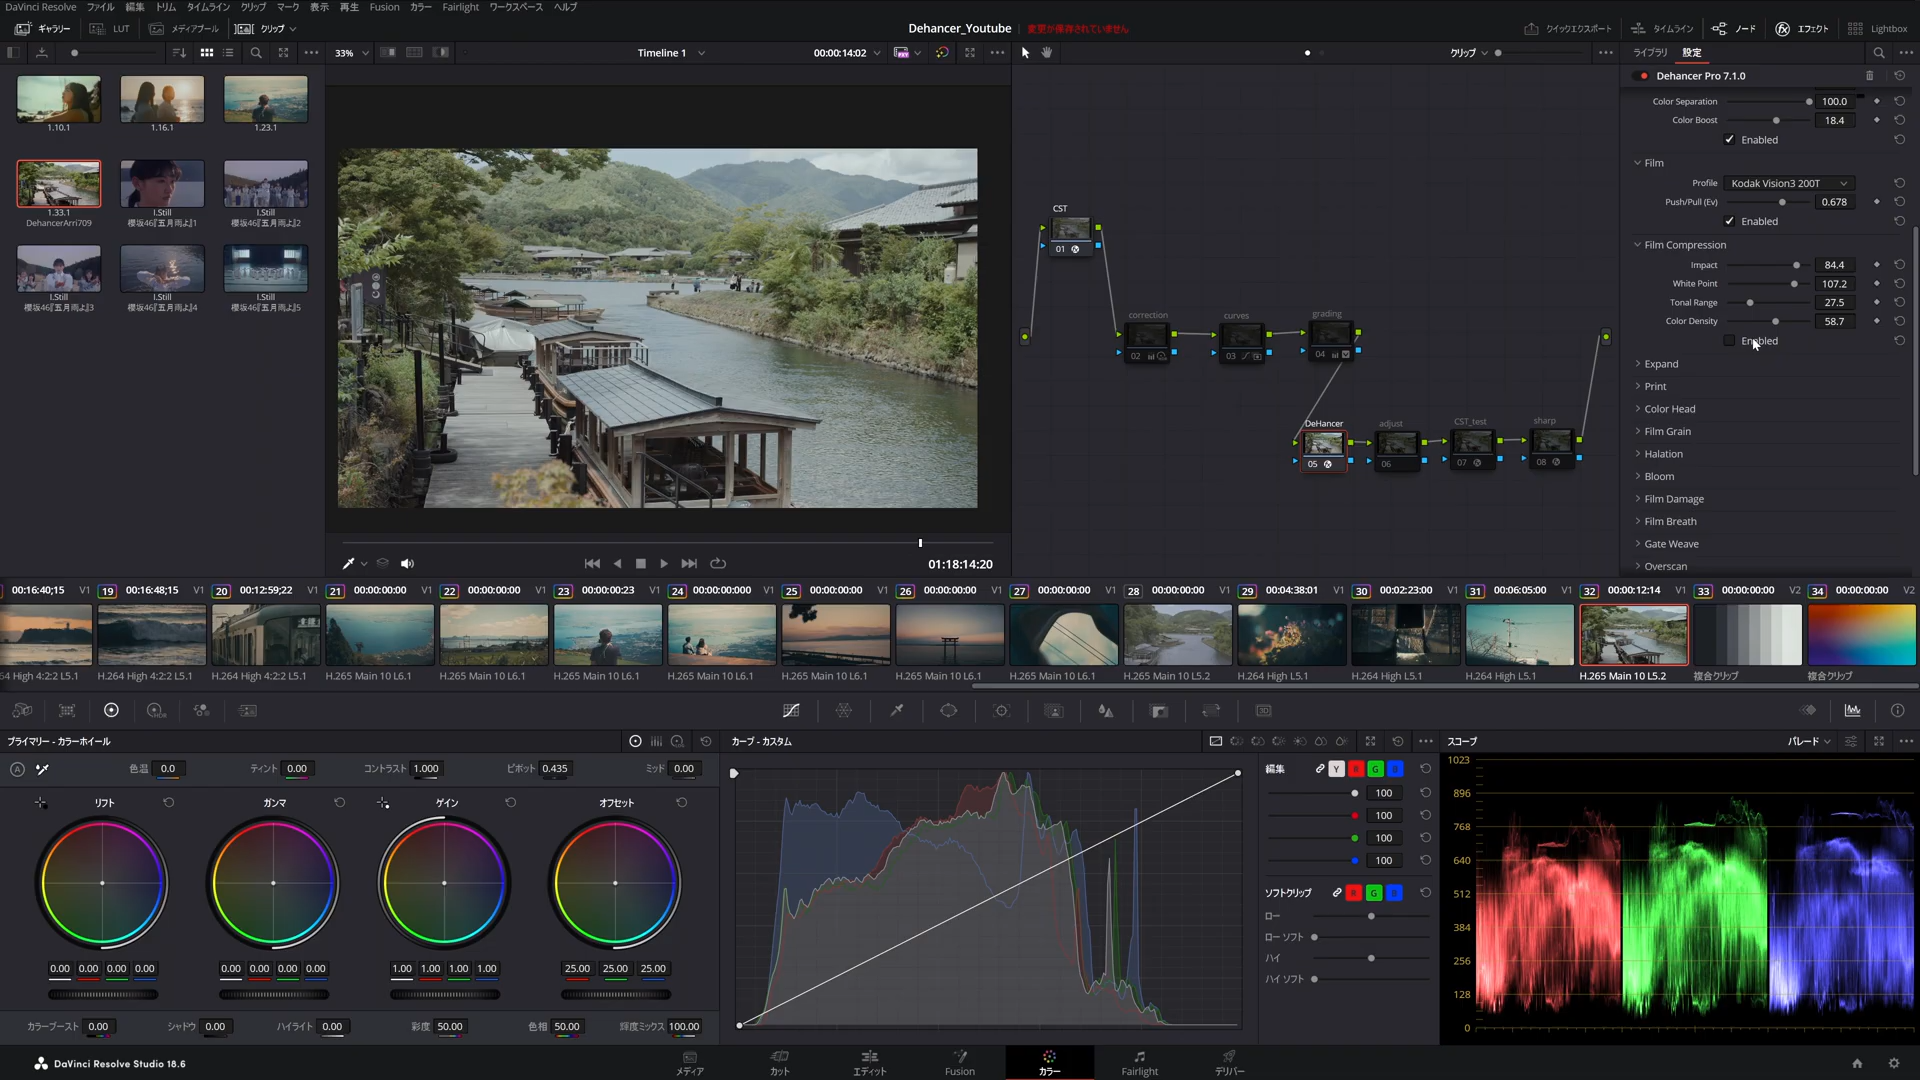 DaVinci Resolve ファイル 編集 トリム タイムライン クリップ マーク 表示 再生 Fusion カラー Fairlight ワークスペース ヘルプ
ギャラリー LUT メディアプール クリップ Dehancer_Youtube 変更が保存されていません クイックエクスポート タイムライン ノード エフェクト Lightbox
33% Timeline 1 00:00:14:02 クリップ ライブラリ 設定
Dehancer Pro 7.1.0
1.10.1 1.16.1 1.23.1
1.33.1 I.Still I.Still
DehancerArri709 櫻坂46『五月雨よ』1 櫻坂46『五月雨よ』2
I.Still I.Still I.Still
櫻坂46『五月雨よ』3 櫻坂46『五月雨よ』4 櫻坂46『五月雨よ』5
01:18:14:20
CST
01
correction curves grading
02 03 04
DeHancer adjust CST_test sharp
05 06 07 08
Color Separation 100.0
Color Boost 18.4
Enabled
Film
Profile Kodak Vision3 200T
Push/Pull (Ev) 0.678
Enabled
Film Compression
Impact 84.4
White Point 107.2
Tonal Range 27.5
Color Density 58.7
Enabled
Expand
Print
Color Head
Film Grain
Halation
Bloom
Film Damage
Film Breath
Gate Weave
Overscan
00:16:40;15 V1 19 00:16:48;15 V1 20 00:12:59;22 V1 21 00:00:00:00 V1 22 00:00:00:00 V1 23 00:00:00:23 V1 24 00:00:00:000 V1 25 00:00:00:00 V1 26 00:00:00:00 V1 27 00:00:00:00 V1 28 00:00:00:00 V1 29 00:04:38:01 V1 30 00:02:23:00 V1 31 00:06:05:00 V1 32 00:00:12:14 V1 33 00:00:00:00 V2 34 00:00:00:00 V2
64 High 4:2:2 L5.1 H.264 High 4:2:2 L5.1 H.264 High 4:2:2 L5.1 H.265 Main 10 L6.1 H.265 Main 10 L6.1 H.265 Main 10 L6.1 H.265 Main 10 L6.1 H.265 Main 10 L6.1 H.265 Main 10 L6.1 H.265 Main 10 L6.1 H.265 Main 10 L5.2 H.264 High L5.1 H.264 High L5.1 H.264 High L5.1 H.265 Main 10 L5.2 複合クリップ 複合クリップ
プライマリー - カラーホイール カーブ - カスタム スコープ パレード
色温 0.0 ティント 0.00 コントラスト 1.000 ピボット 0.435 ミッド 0.00
リフト ガンマ ゲイン オフセット
0.00 0.00 0.00 0.00 0.00 0.00 0.00 0.00 1.00 1.00 1.00 1.00 25.00 25.00 25.00
カラーブースト 0.00 シャドウ 0.00 ハイライト 0.00 彩度 50.00 色相 50.00 輝度ミックス 100.00
編集 Y R G B
100
100
100
100
ソフトクリップ R G B
ロー
ロー ソフト
ハイ
ハイ ソフト
1023
896
768
640
512
384
256
128
0
DaVinci Resolve Studio 18.6 メディア カット エディット Fusion カラー Fairlight デリバー